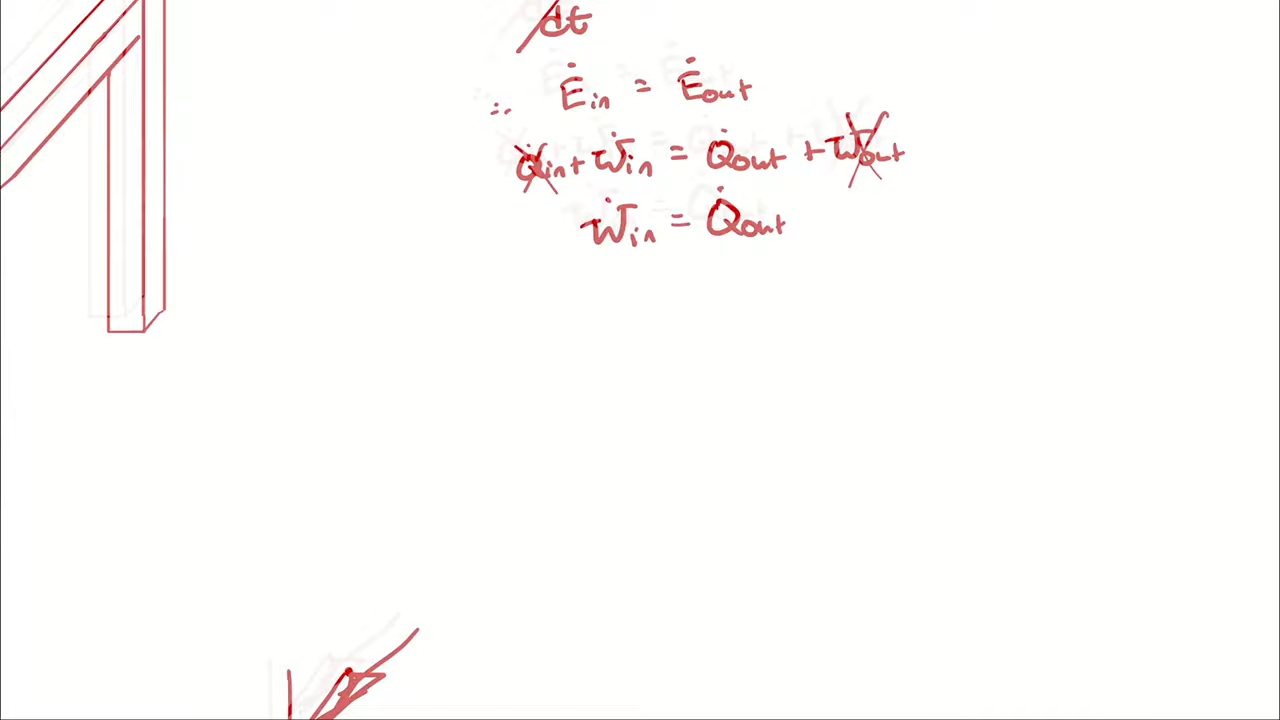 dt
∴ Ėin = Ėout
Q̇in + Ẇin = Q̇out + Ẇout
Ẇin = Q̇out